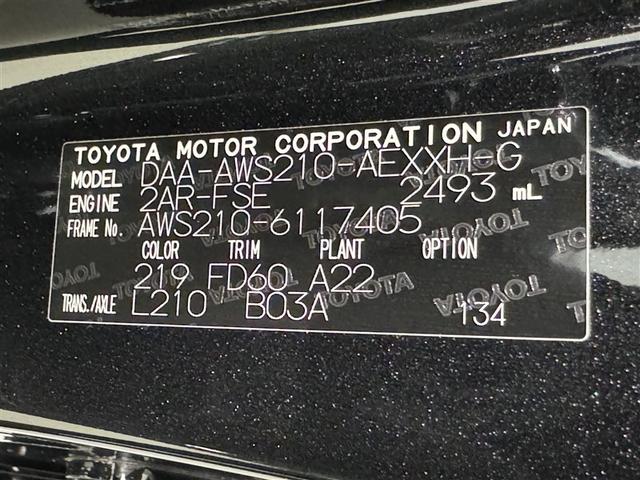 TOYOTA MOTOR CORPORATION JAPAN
MODEL DAA-AWS210-AEXXH-G
ENGINE 2AR-FSE 2493 mL
FRAME No. AWS210-6117405
COLOR TRIM PLANT OPTION
219 FD60 A22
TRANS./AXLE L210 B03A 134